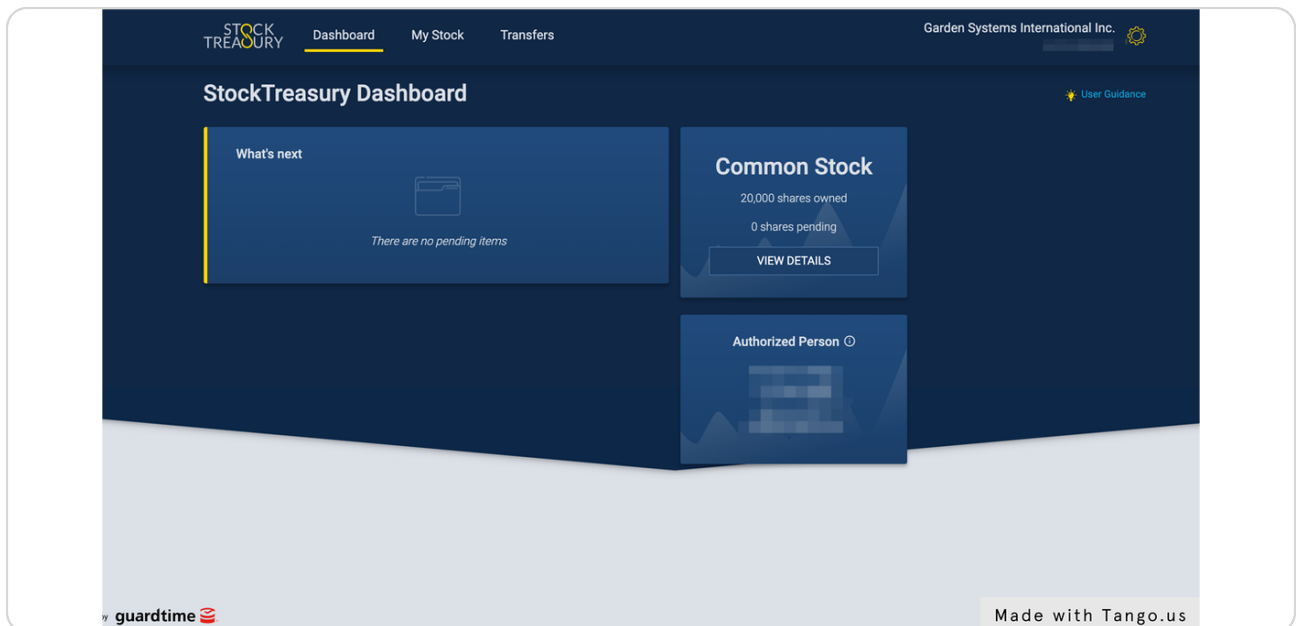 STOCK
TREASURY
Dashboard
My Stock
Transfers
Garden Systems International Inc.
StockTreasury Dashboard
User Guidance
What's next
There are no pending items
Common Stock
20,000 shares owned
0 shares pending
VIEW DETAILS
Authorized Person
guardtime
Made with Tango.us